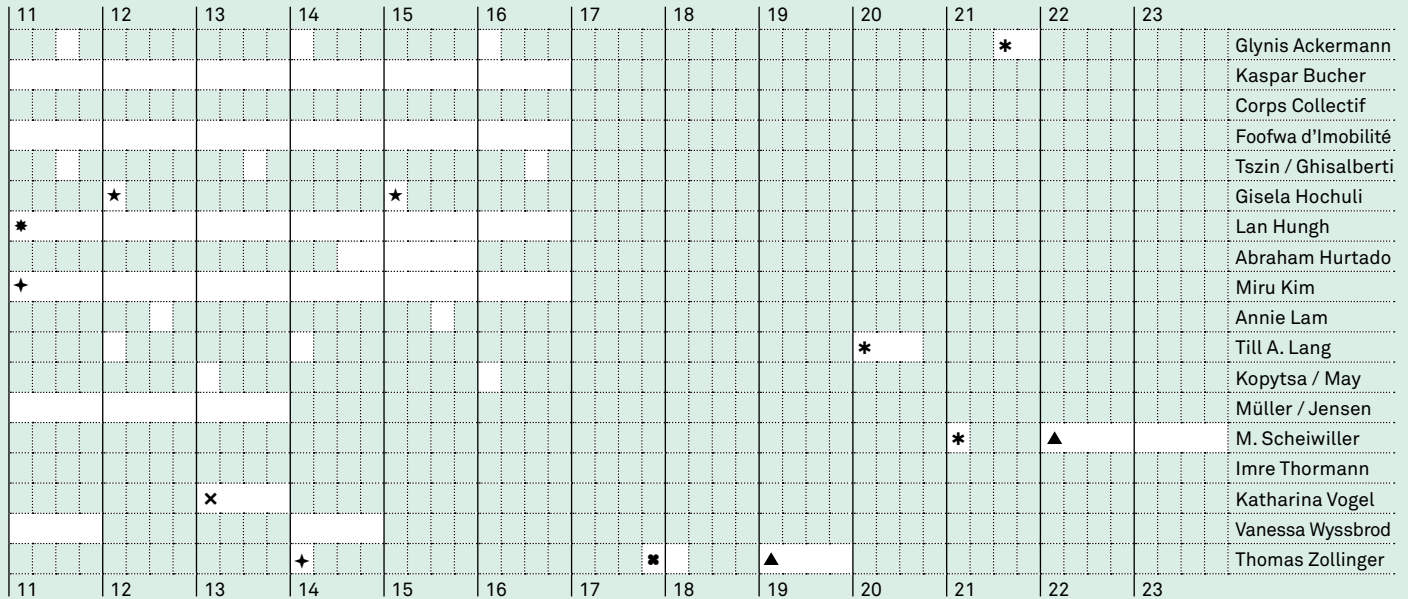 11 12 13 14 15 16 17 18 19 20 21 22 23
Glynis Ackermann
Kaspar Bucher
Corps Collectif
Foofwa d’Imobilité
Tszin / Ghisalberti
Gisela Hochuli
Lan Hungh
Abraham Hurtado
Miru Kim
Annie Lam
Till A. Lang
Kopytsa / May
Müller / Jensen
M. Scheiwiller
Imre Thormann
Katharina Vogel
Vanessa Wyssbrod
Thomas Zollinger
11 12 13 14 15 16 17 18 19 20 21 22 23